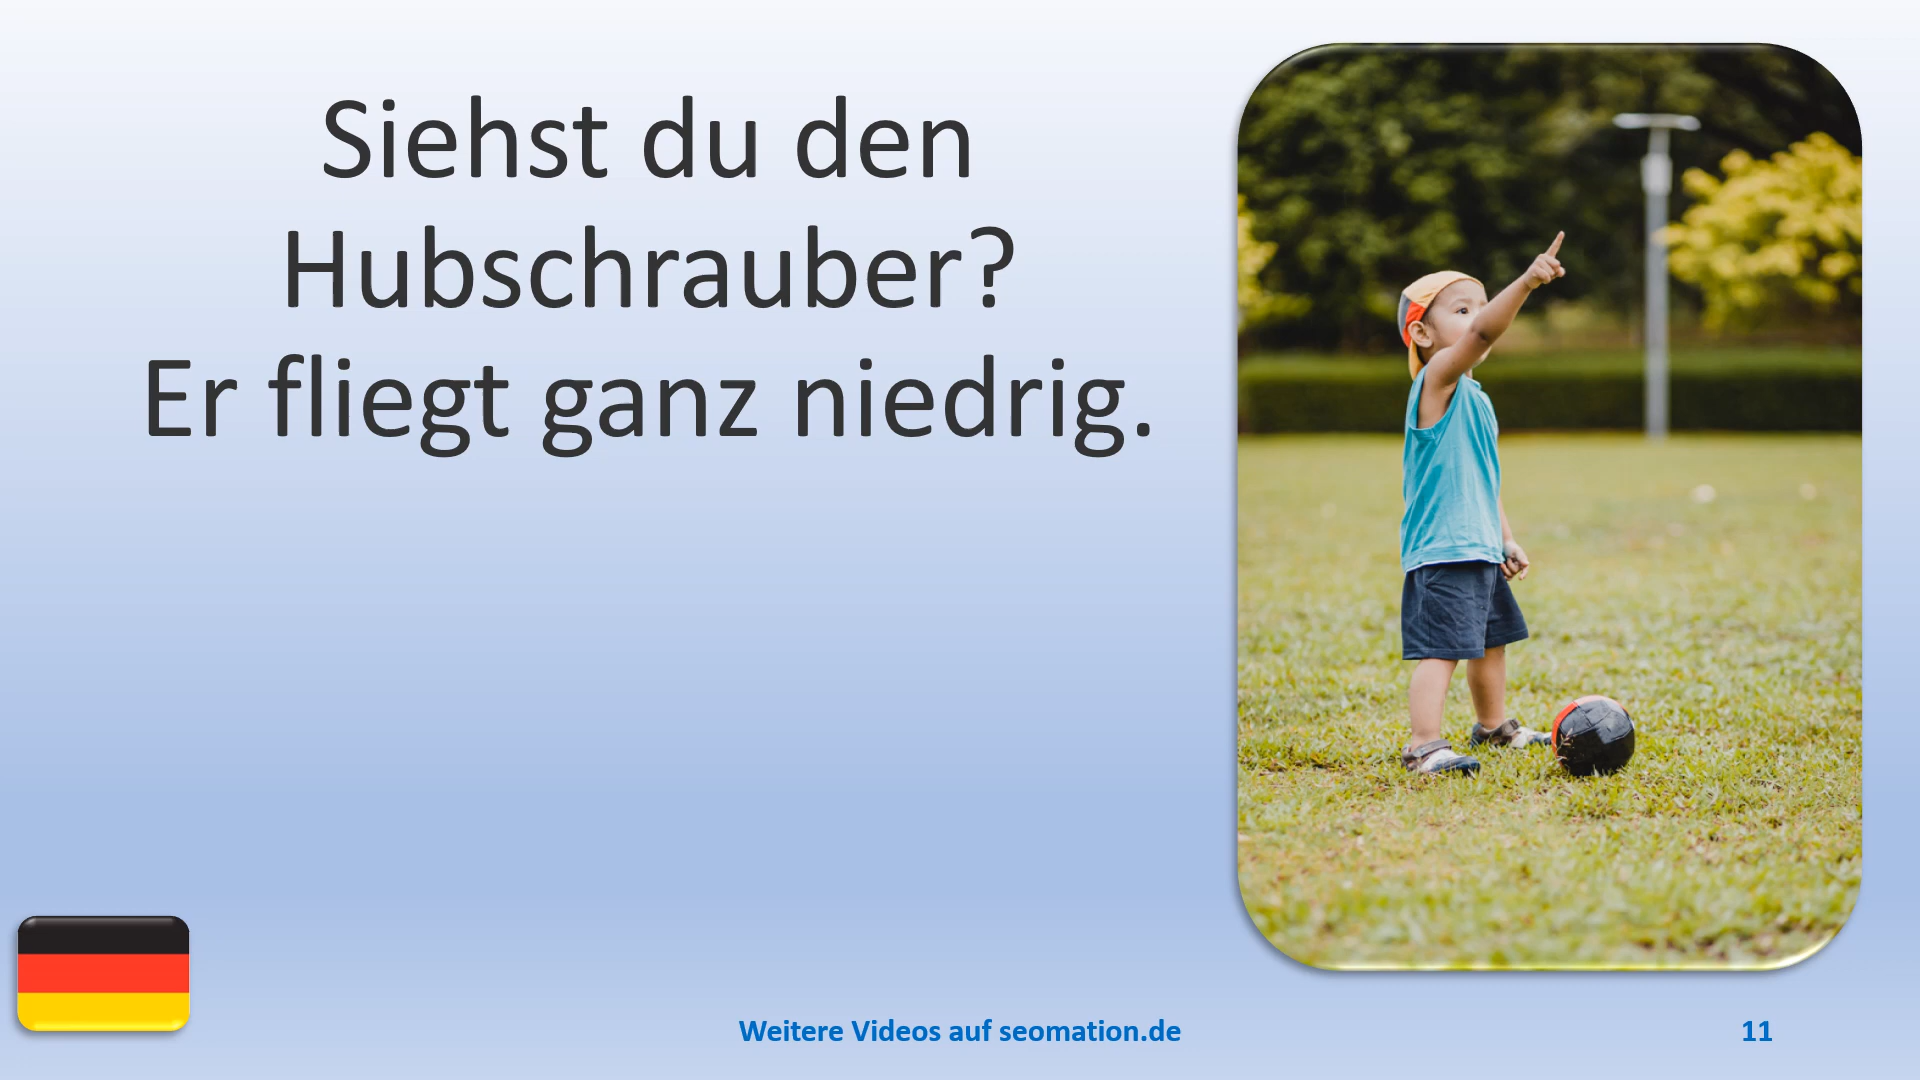 Siehst du den
Hubschrauber?
Er fliegt ganz niedrig.
Weitere Videos auf seomation.de
11